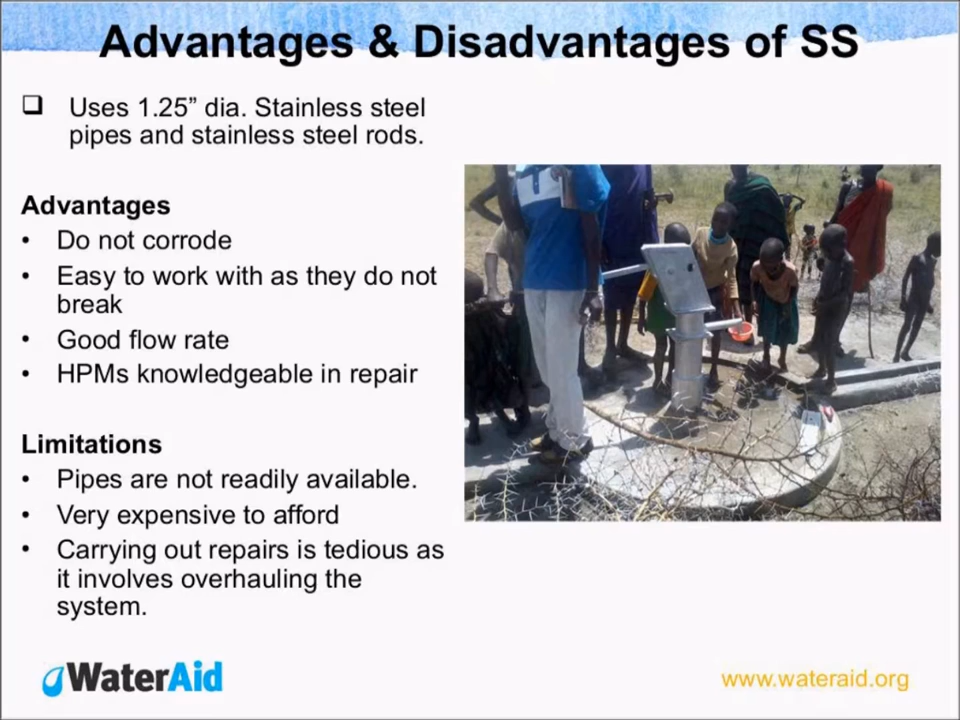 Advantages & Disadvantages of SS
❑ Uses 1.25” dia. Stainless steel
pipes and stainless steel rods.
Advantages
• Do not corrode
• Easy to work with as they do not
break
• Good flow rate
• HPMs knowledgeable in repair
Limitations
• Pipes are not readily available.
• Very expensive to afford
• Carrying out repairs is tedious as
it involves overhauling the
system.
WaterAid
www.wateraid.org